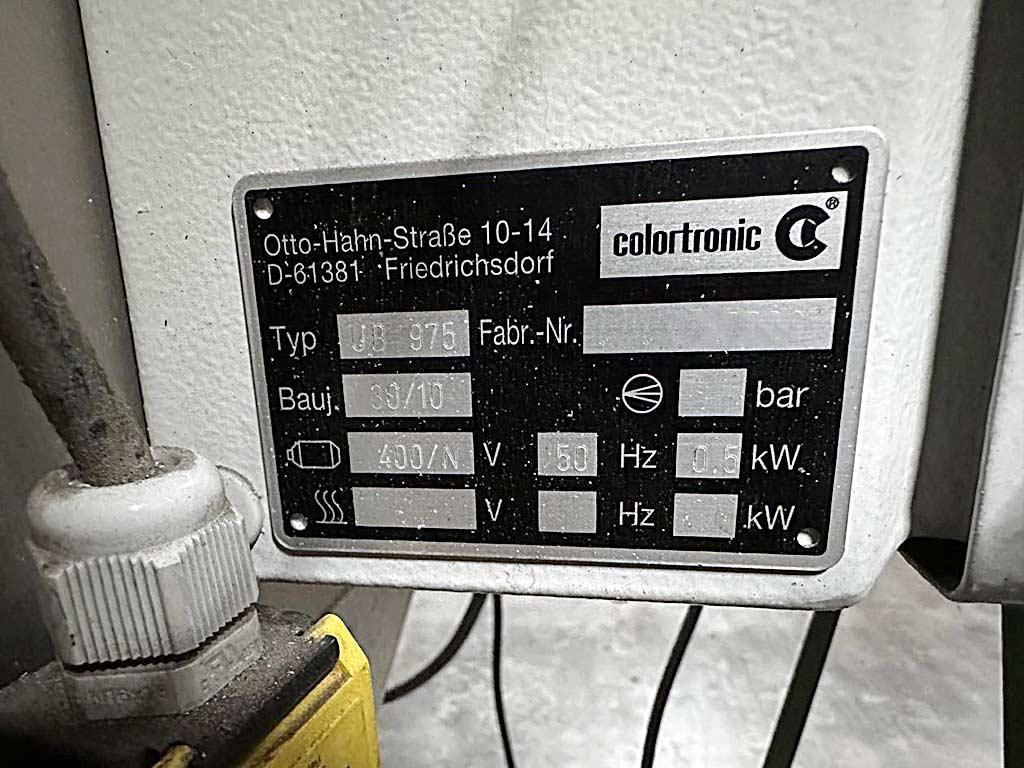 Otto-Hahn-Straße 10-14
D-61381 Friedrichsdorf
colortronic ®
Typ UB 975 Fabr.-Nr.
Bauj. 30/10 bar
400/N V 50 Hz 0.5 kW
V Hz kW